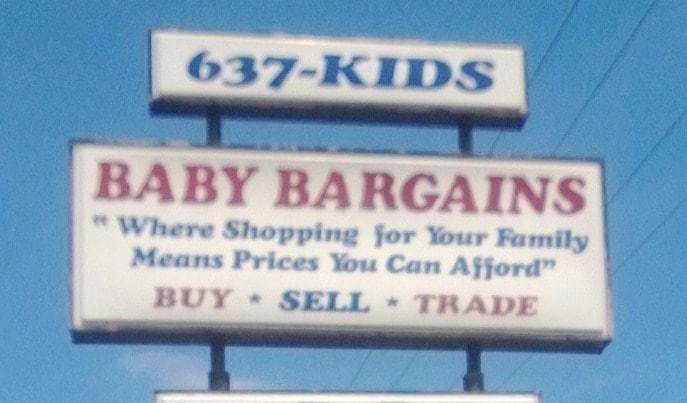 637-KIDS
BABY BARGAINS
"Where Shopping for Your Family
Means Prices You Can Afford"
BUY * SELL * TRADE